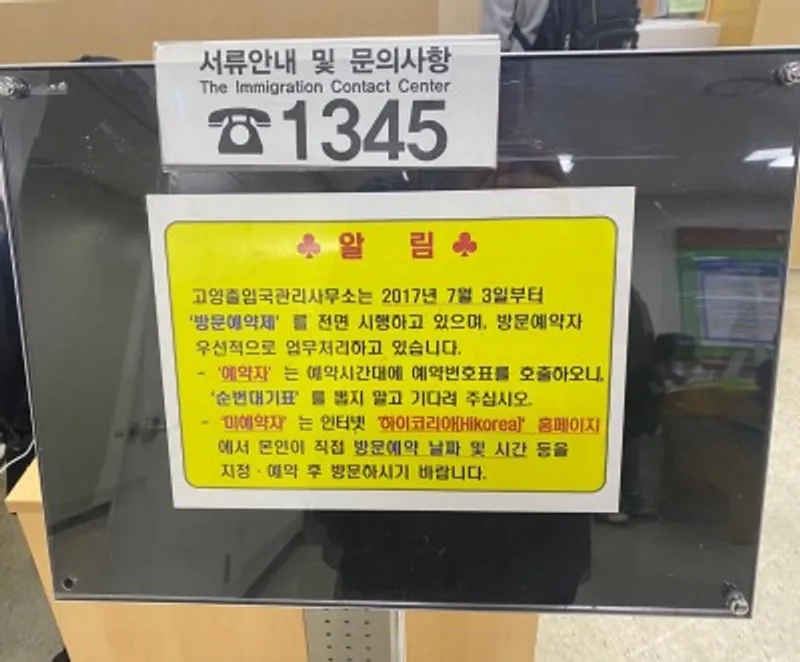 서류안내 및 문의사항
The Immigration Contact Center
☎1345
♣ 알 림 ♣
고양출입국관리사무소는 2017년 7월 3일부터
'방문예약제' 를 전면 시행하고 있으며, 방문예약자
우선적으로 업무처리하고 있습니다.
- '예약자' 는 예약시간대에 예약번호표를 호출하오니,
'순번대기표' 를 뽑지 말고 기다려 주십시오.
- '미예약자' 는 인터넷 '하이코리아[Hikorea]' 홈페이지
에서 본인이 직접 방문예약 날짜 및 시간 등을
지정·예약 후 방문하시기 바랍니다.